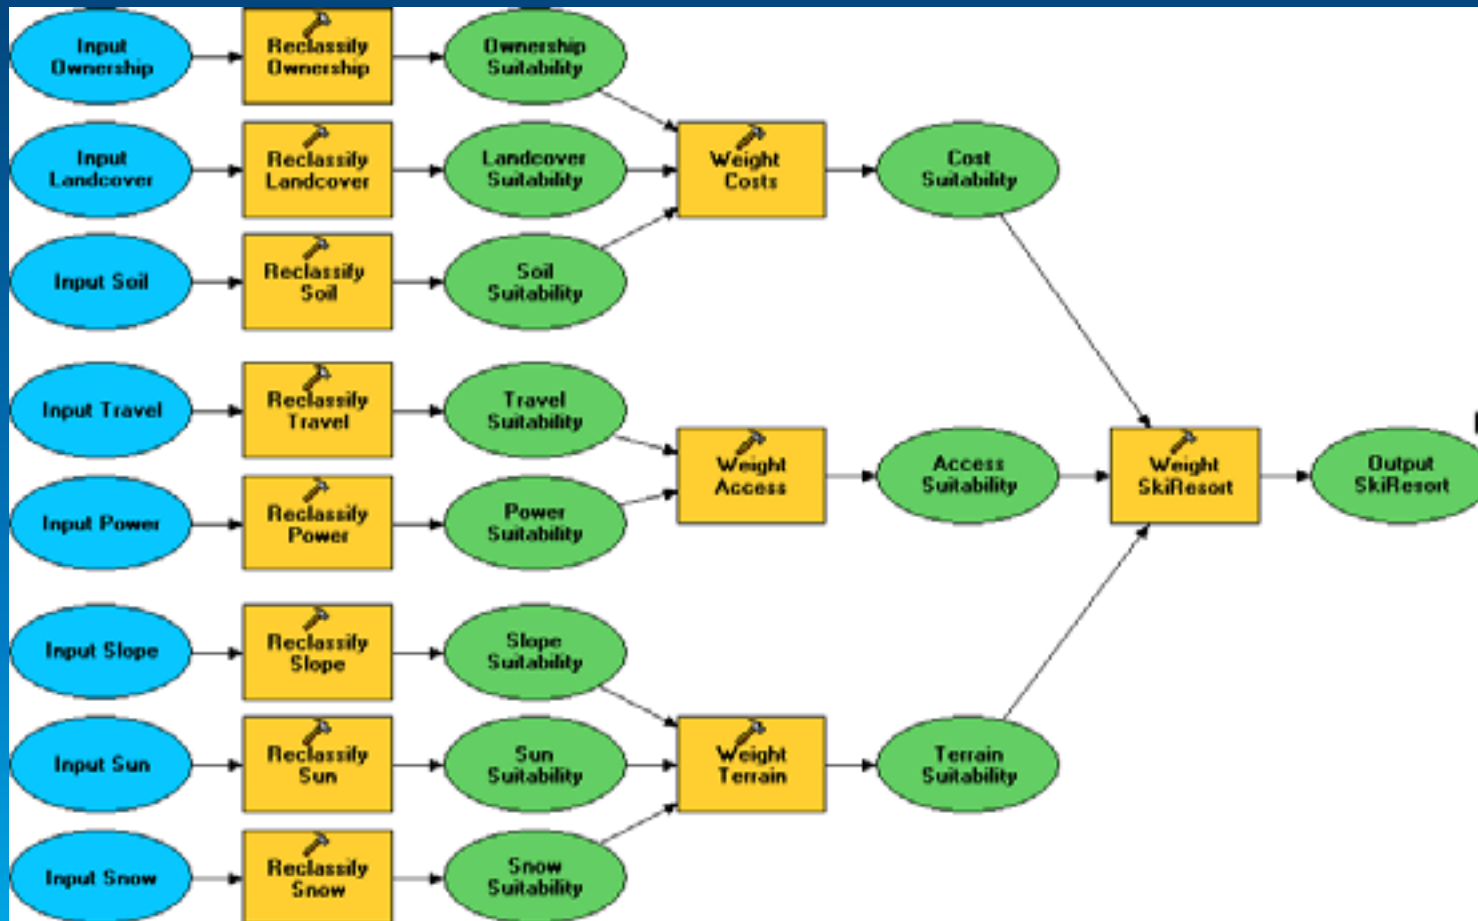 Input
Ownership
Reclassify
Ownership
Ownership
Suitability
Input
Landcover
Reclassify
Landcover
Landcover
Suitability
Weight
Costs
Cost
Suitability
Input Soil
Reclassify
Soil
Soil
Suitability
Input Travel
Reclassify
Travel
Travel
Suitability
Weight
Access
Access
Suitability
Weight
SkiResort
Output
SkiResort
Input Power
Reclassify
Power
Power
Suitability
Input Slope
Reclassify
Slope
Slope
Suitability
Input Sun
Reclassify
Sun
Sun
Suitability
Weight
Terrain
Terrain
Suitability
Input Snow
Reclassify
Snow
Snow
Suitability